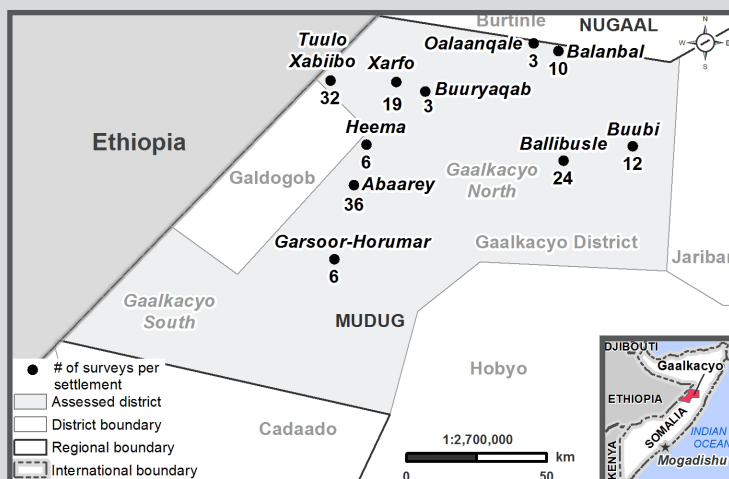 Burtinle
NUGAAL
N
W
S
Tuulo
Xabiibo
32
Xarfo
19
Oalaanqale
3
Balanbal
10
Buuryaqab
3
Ethiopia
Heema
6
Buubi
12
Ballibusle
24
Galdogob
Gaalkacyo
North
Abaarey
36
Garsoor-Horumar
6
Gaalkacyo District
Gaalkacyo
South
MUDUG
Hobyo
Cadaado
# of surveys per
settlement
Assessed district
District boundary
Regional boundary
International boundary
1:2,700,000
0
50
km
DJIBOUTI
Gaalkacyo
ETHIOPIA
SOMALIA
INDIAN
OCEAN
KENYA
Mogadishu